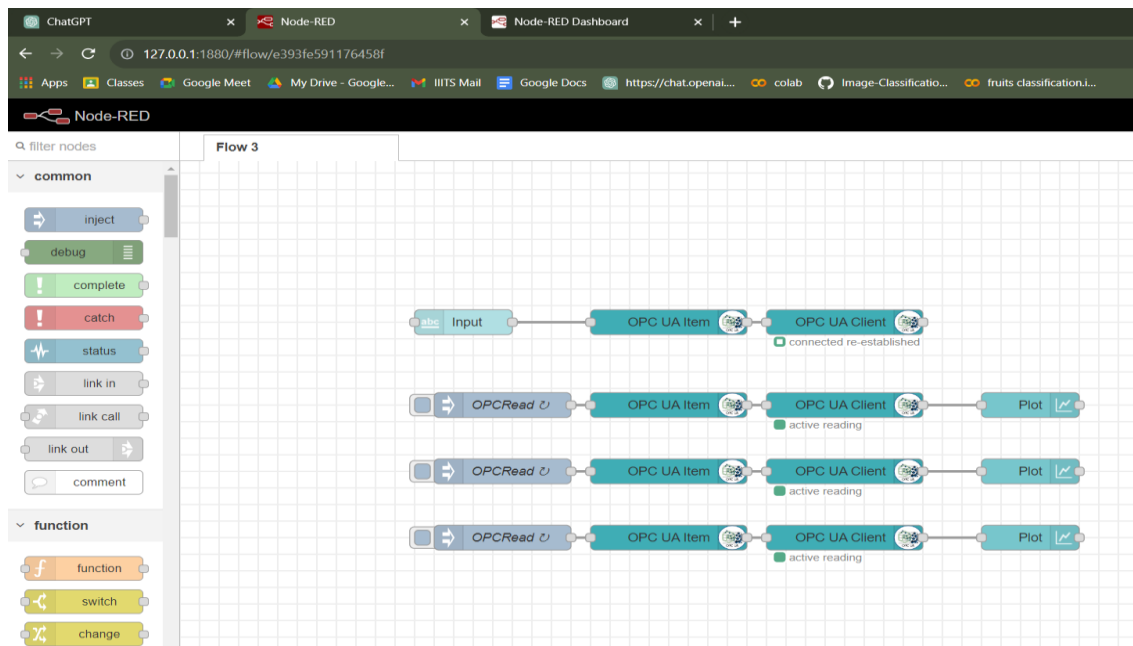 ChatGPT Node-RED Node-RED Dashboard
127.0.0.1:1880/#flow/e393fe591176458f
Apps Classes Google Meet My Drive - Google... IIITS Mail Google Docs https://chat.openai.... colab Image-Classificatio... fruits classification.i...
Node-RED
filter nodes
Flow 3
common
inject
debug
complete
catch
status
link in
link call
link out
comment
function
function
switch
change
abc Input OPC UA Item OPC UA Client
connected re-established
OPCRead ↻ OPC UA Item OPC UA Client Plot
active reading
OPCRead ↻ OPC UA Item OPC UA Client Plot
active reading
OPCRead ↻ OPC UA Item OPC UA Client Plot
active reading